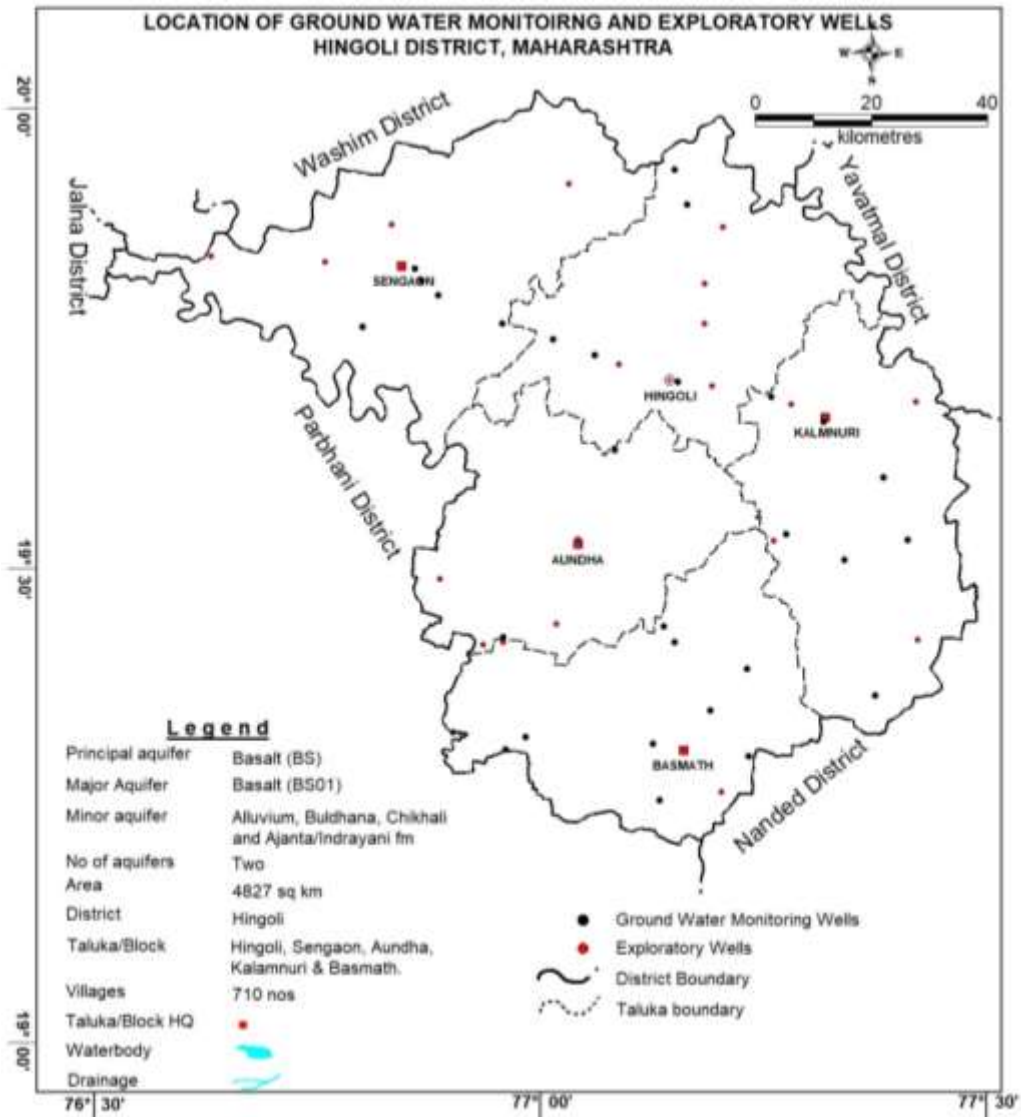 LOCATION OF GROUND WATER MONITOIRNG AND EXPLORATORY WELLS
HINGOLI DISTRICT, MAHARASHTRA
W E
N
0 20 40
kilometres
20° 00'
Washim District
Jalna District
Yavatmal District
SENGAON
HINGOLI
KALMNURI
Parbhani District
19° 30'
AUNDHA
BASMATH
Nanded District
Legend
Principal aquifer Basalt (BS)
Major Aquifer Basalt (BS01)
Minor aquifer Alluvium, Buldhana, Chikhali
and Ajanta/Indrayani fm
No of aquifers Two
Area 4827 sq km
District Hingoli
Taluka/Block Hingoli, Sengaon, Aundha,
Kalamnuri & Basmath.
Villages 710 nos
Taluka/Block HQ
Waterbody
Drainage
Ground Water Monitoring Wells
Exploratory Wells
District Boundary
Taluka boundary
19° 00'
76° 30' 77° 00' 77° 30'